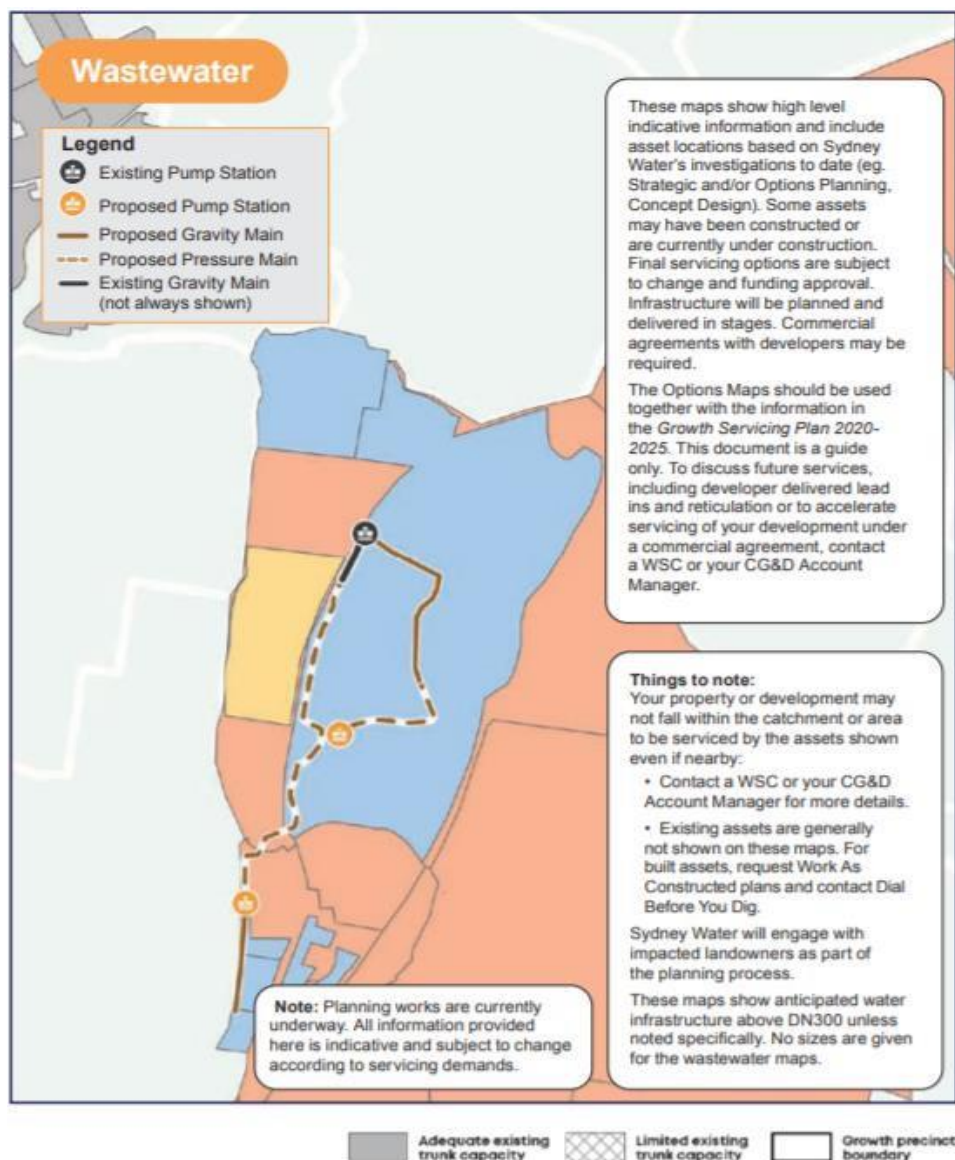 Wastewater
Legend
Existing Pump Station
Proposed Pump Station
Proposed Gravity Main
Proposed Pressure Main
Existing Gravity Main
(not always shown)
These maps show high level
indicative information and include
asset locations based on Sydney
Water's investigations to date (eg.
Strategic and/or Options Planning,
Concept Design). Some assets
may have been constructed or
are currently under construction.
Final servicing options are subject
to change and funding approval.
Infrastructure will be planned and
delivered in stages. Commercial
agreements with developers may be
required.
The Options Maps should be used
together with the information in
the Growth Servicing Plan 2020-
2025. This document is a guide
only. To discuss future services,
including developer delivered lead
ins and reticulation or to accelerate
servicing of your development under
a commercial agreement, contact
a WSC or your CG&D Account
Manager.
Things to note:
Your property or development may
not fall within the catchment or area
to be serviced by the assets shown
even if nearby:
• Contact a WSC or your CG&D
Account Manager for more details.
• Existing assets are generally
not shown on these maps. For
built assets, request Work As
Constructed plans and contact Dial
Before You Dig.
Sydney Water will engage with
impacted landowners as part of
the planning process.
These maps show anticipated water
infrastructure above DN300 unless
noted specifically. No sizes are given
for the wastewater maps.
Note: Planning works are currently
underway. All information provided
here is indicative and subject to change
according to servicing demands.
Adequate existing
trunk capacity
Limited existing
trunk capacity
Growth precinct
boundary